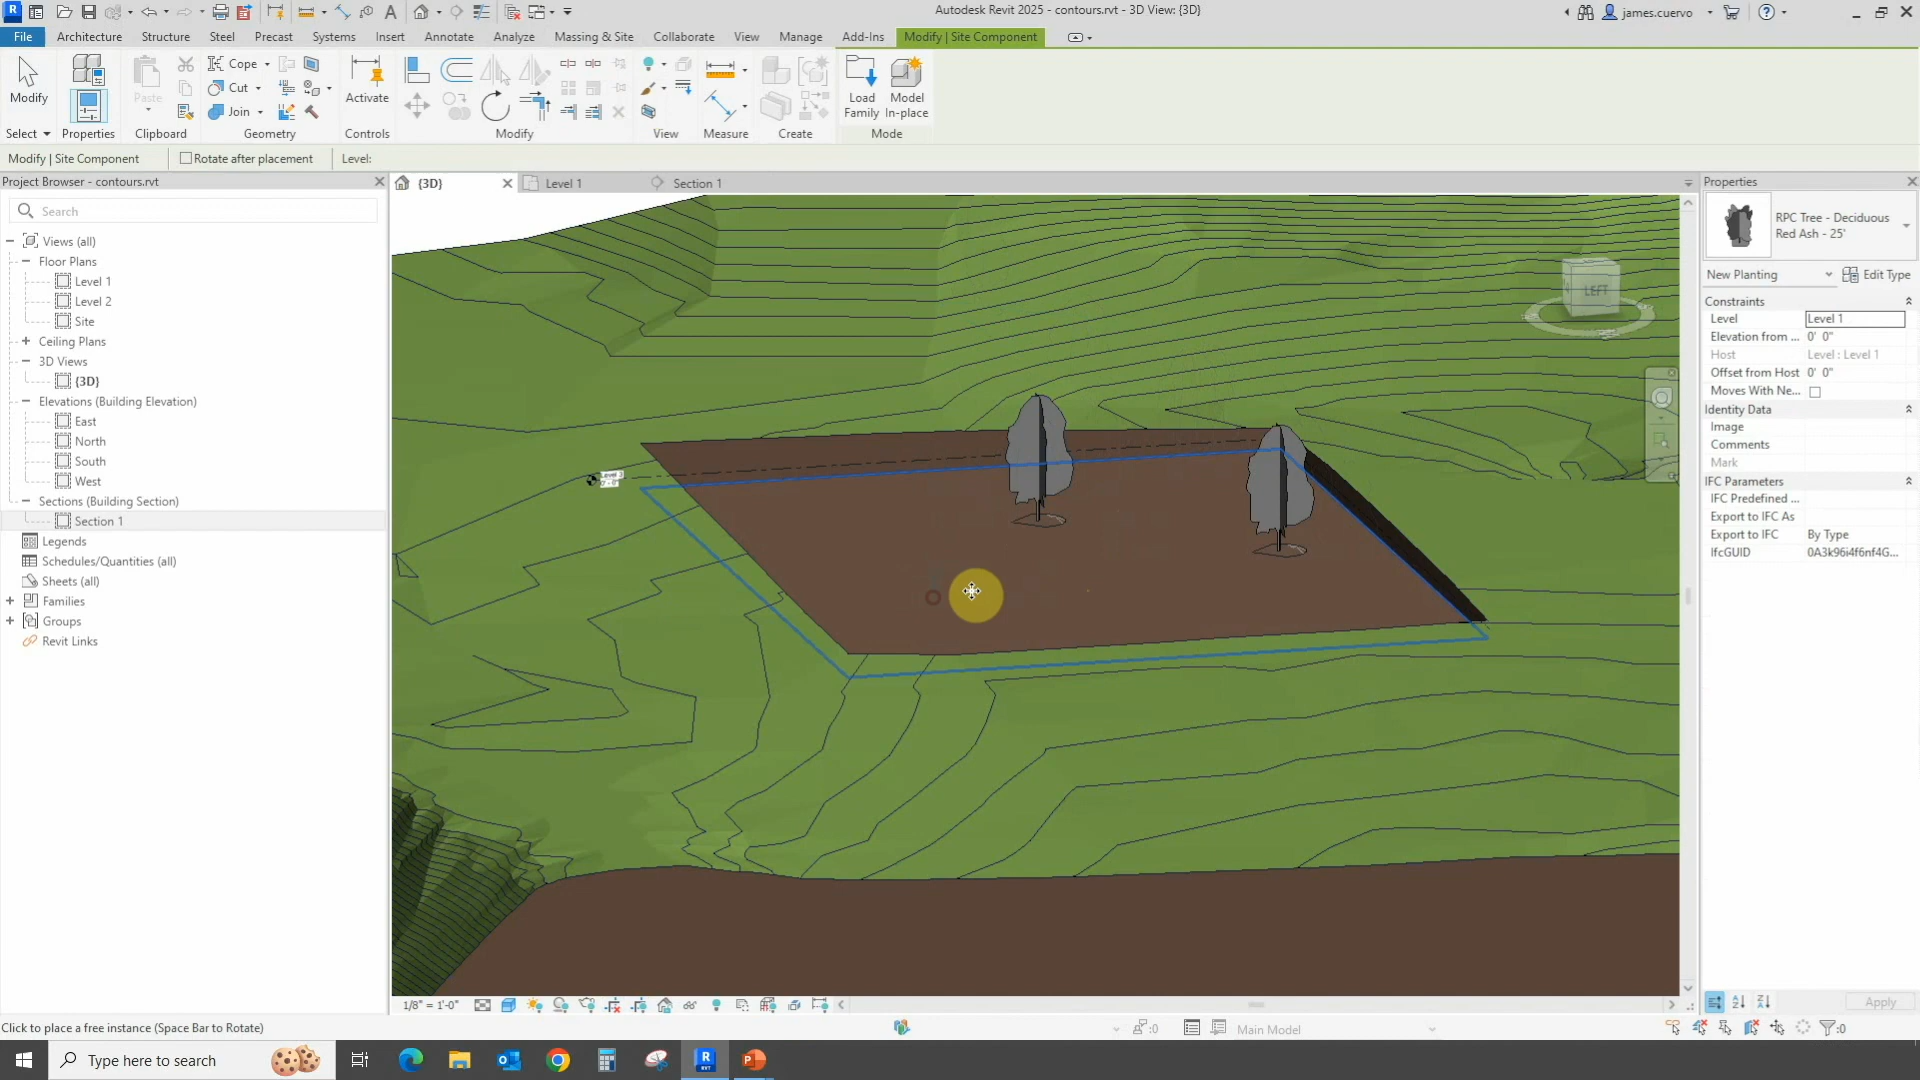 Autodesk Revit 2025 - contours.rvt - 3D View: {3D}
james.cuervo
File Architecture Structure Steel Precast Systems Insert Annotate Analyze Massing & Site Collaborate View Manage Add-Ins Modify | Site Component
Cope
Cut
Join
Modify
Paste
Activate
Load Family
Model In-place
Select Properties Clipboard Geometry Controls Modify View Measure Create Mode
Modify | Site Component Rotate after placement Level:
Project Browser - contours.rvt
{3D} Level 1 Section 1
Properties
Search
Views (all)
Floor Plans
Level 1
Level 2
Site
Ceiling Plans
3D Views
{3D}
Elevations (Building Elevation)
East
North
South
West
Sections (Building Section)
Section 1
Legends
Schedules/Quantities (all)
Sheets (all)
Families
Groups
Revit Links
LEFT
RPC Tree - Deciduous
Red Ash - 25'
New Planting Edit Type
Constraints
Level Level 1
Elevation from ... 0' 0"
Host Level : Level 1
Offset from Host 0' 0"
Moves With Ne...
Identity Data
Image
Comments
Mark
IFC Parameters
IFC Predefined ...
Export to IFC As
Export to IFC By Type
IfcGUID 0A3k96i4f6nf4G...
Apply
1/8" = 1'-0"
Click to place a free instance (Space Bar to Rotate)
:0
Main Model
:0
Type here to search